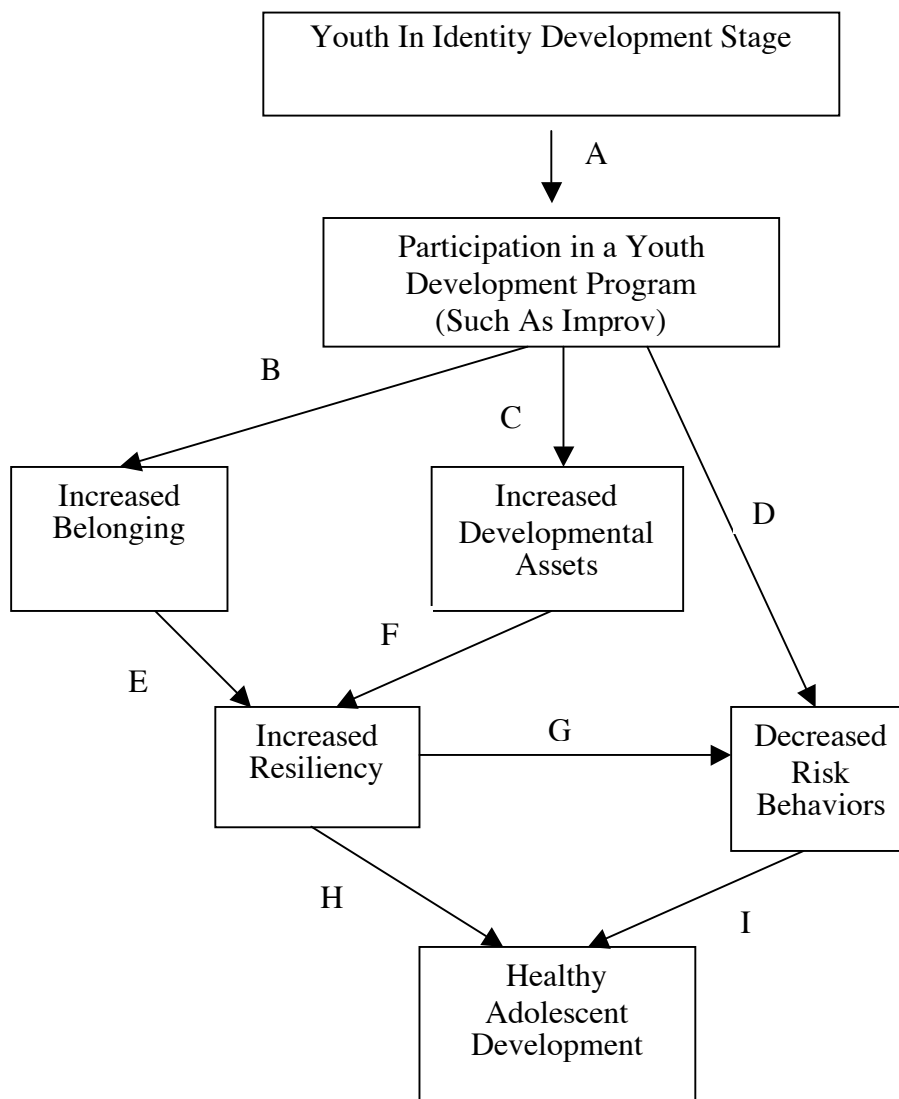 Youth In Identity Development Stage
A
Participation in a Youth
Development Program
(Such As Improv)
B
C
D
Increased
Belonging
Increased
Developmental
Assets
E
F
Increased
Resiliency
G
Decreased
Risk
Behaviors
H
I
Healthy
Adolescent
Development